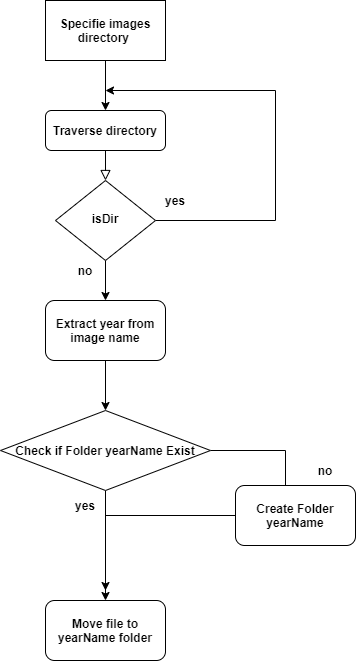 Specifie images
directory
Traverse directory
isDir
yes
no
Extract year from
image name
Check if Folder yearName Exist
no
yes
Create Folder
yearName
Move file to
yearName folder